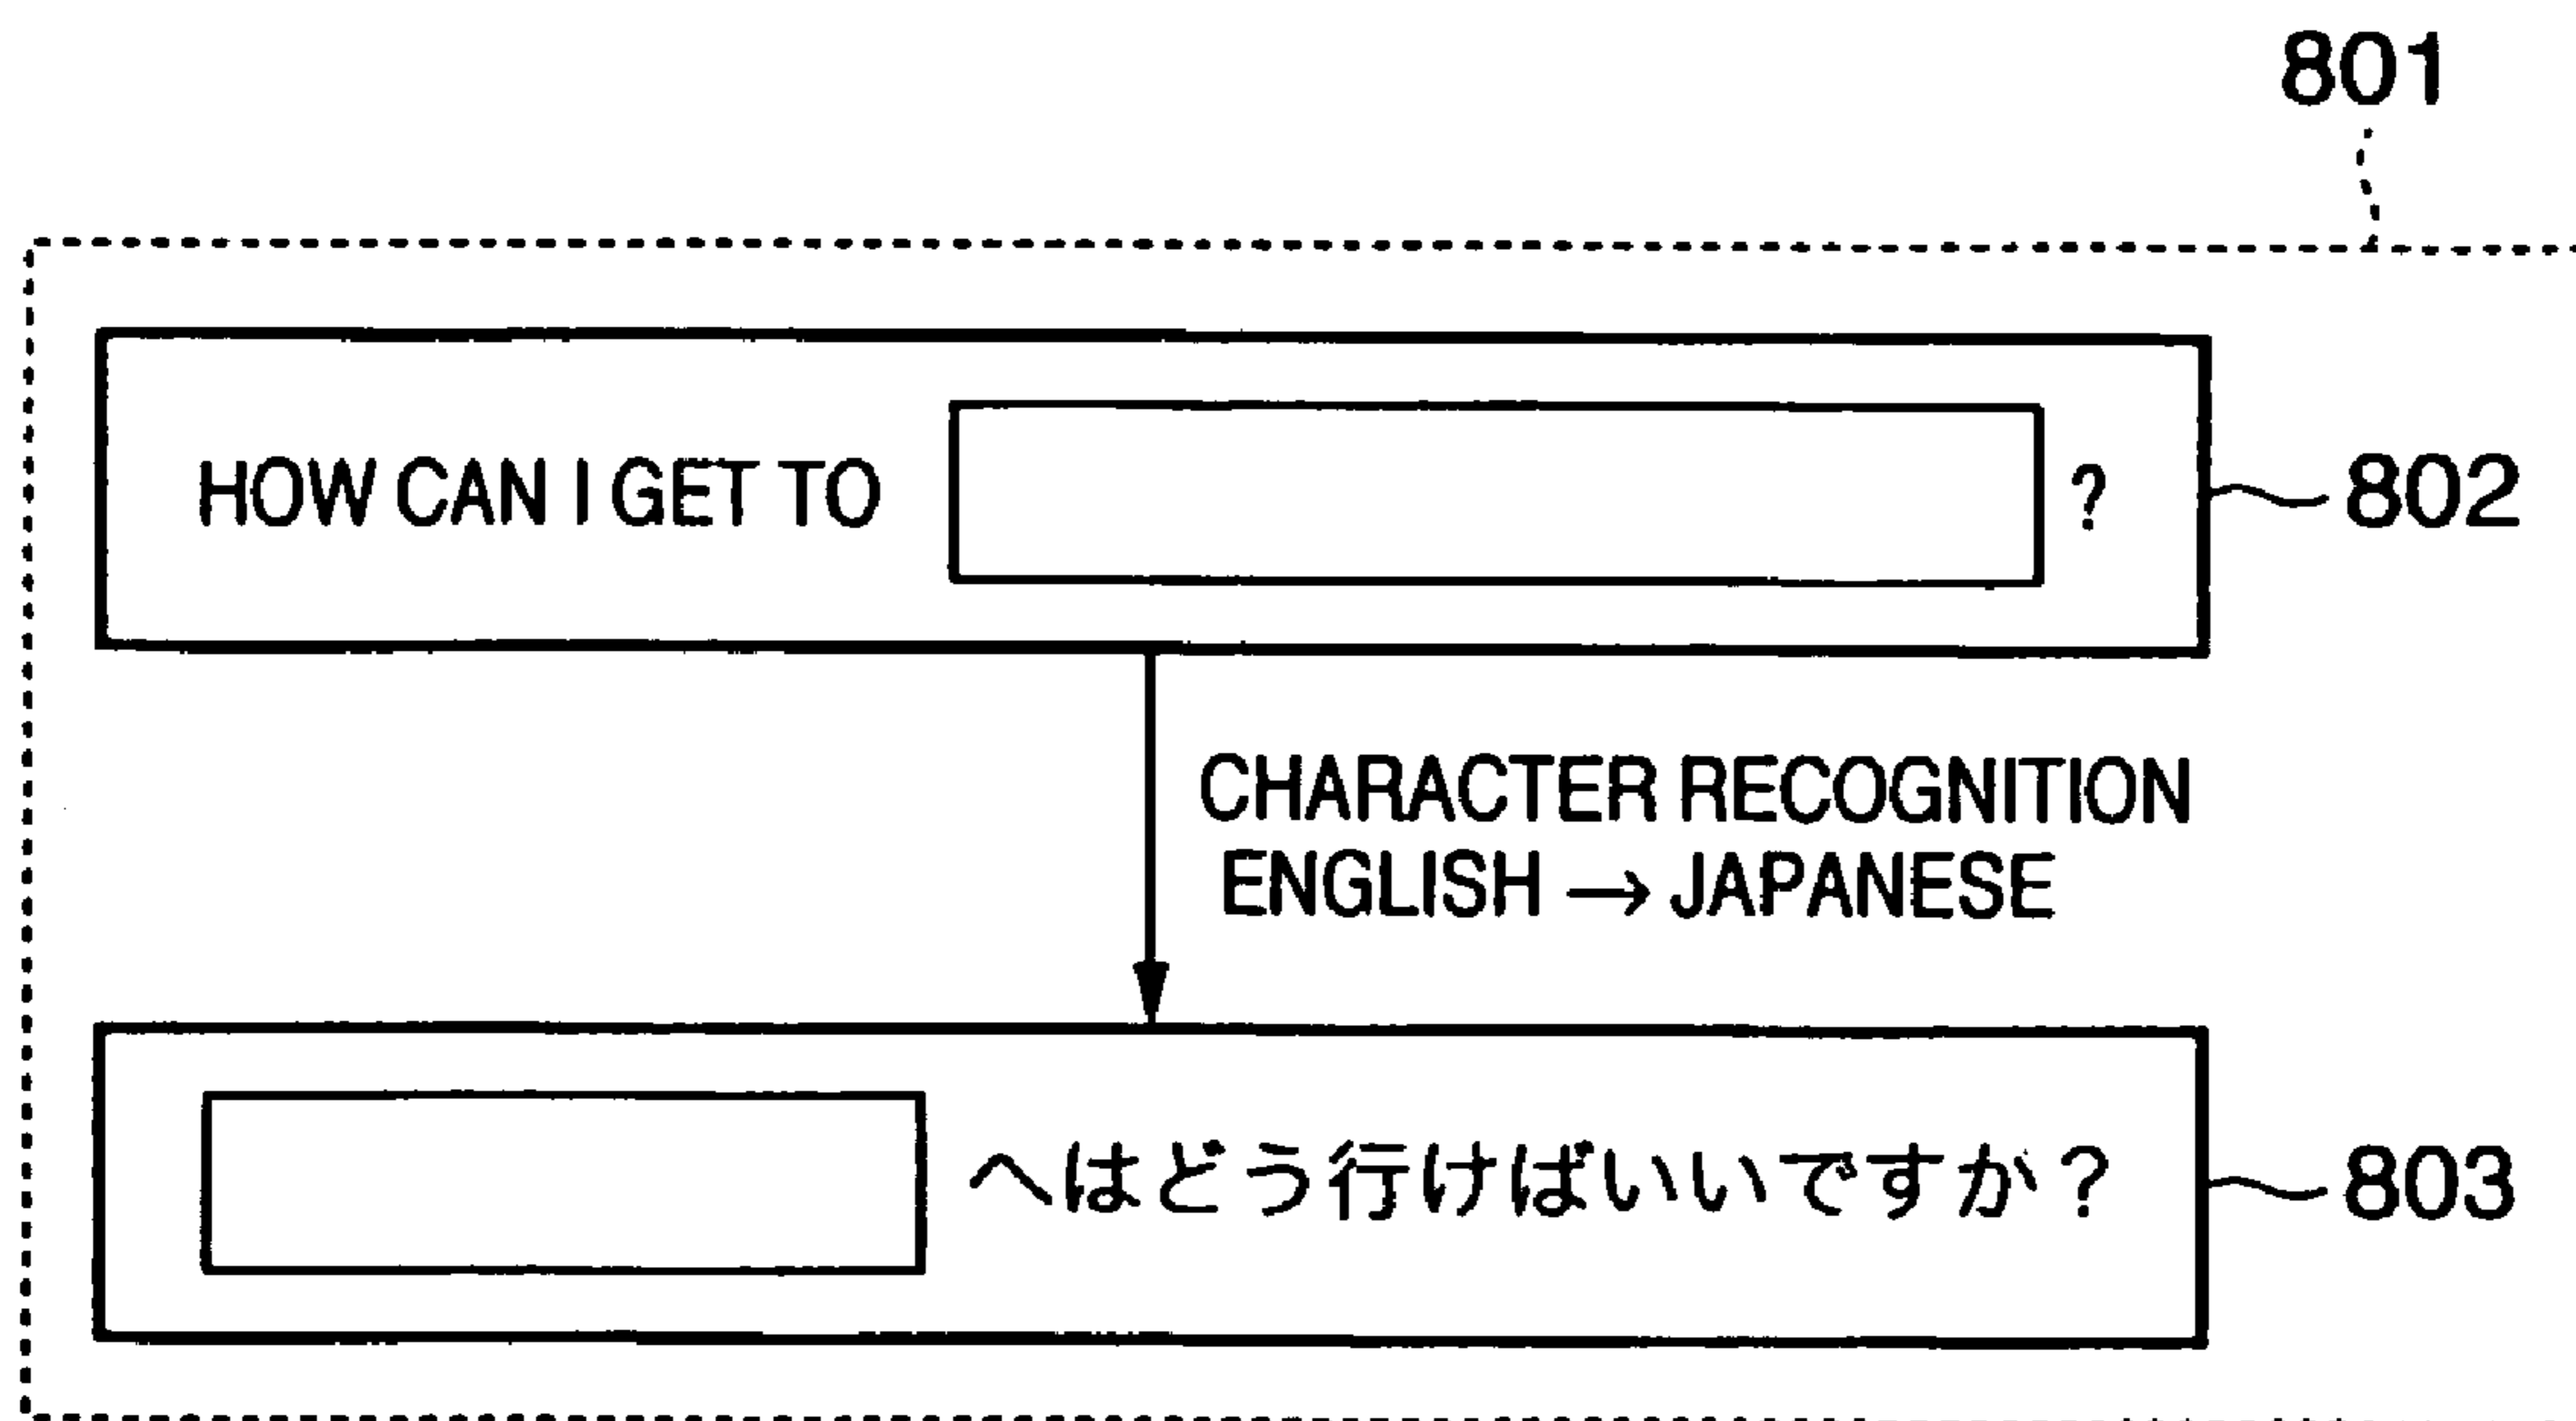 801
HOW CAN I GET TO ?
802
CHARACTER RECOGNITION
ENGLISH → JAPANESE
へはどう行けばいいですか？
803